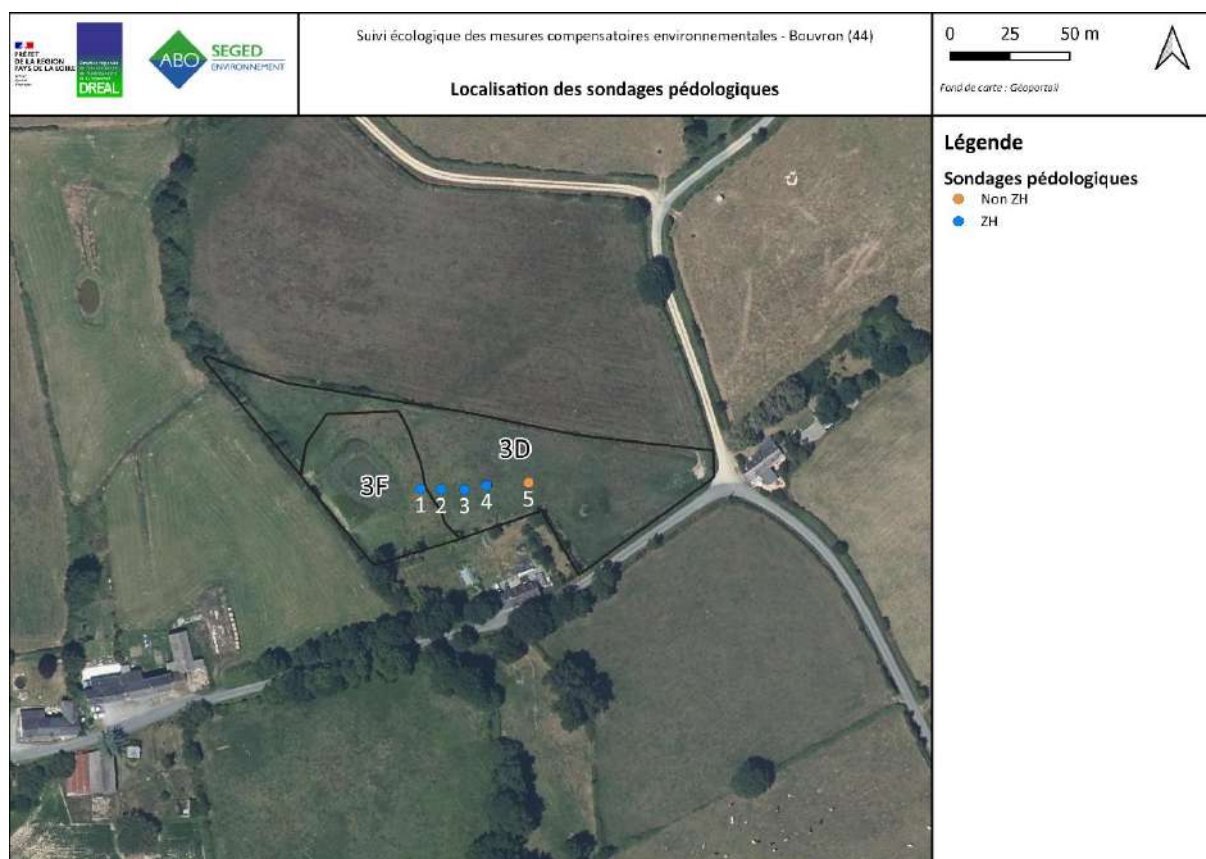 PRÉFET
DE LA RÉGION
PAYS DE LA LOIRE
DREAL
ABO
SEGED
ENVIRONNEMENT
Suivi écologique des mesures compensatoires environnementales - Bouvron (44)
Localisation des sondages pédologiques
0 25 50 m
Fond de carte : Géoportail
Légende
Sondages pédologiques
Non ZH
ZH
3D
3F
1 2 3 4 5